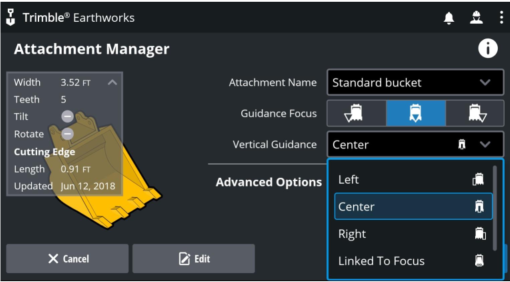 Trimble® Earthworks
Attachment Manager
Width 3.52 FT
Teeth 5
Tilt
Rotate
Cutting Edge
Length 0.91 FT
Updated Jun 12, 2018
Attachment Name Standard bucket
Guidance Focus
Vertical Guidance Center
Advanced Options
Left
Center
Right
Linked To Focus
Cancel
Edit